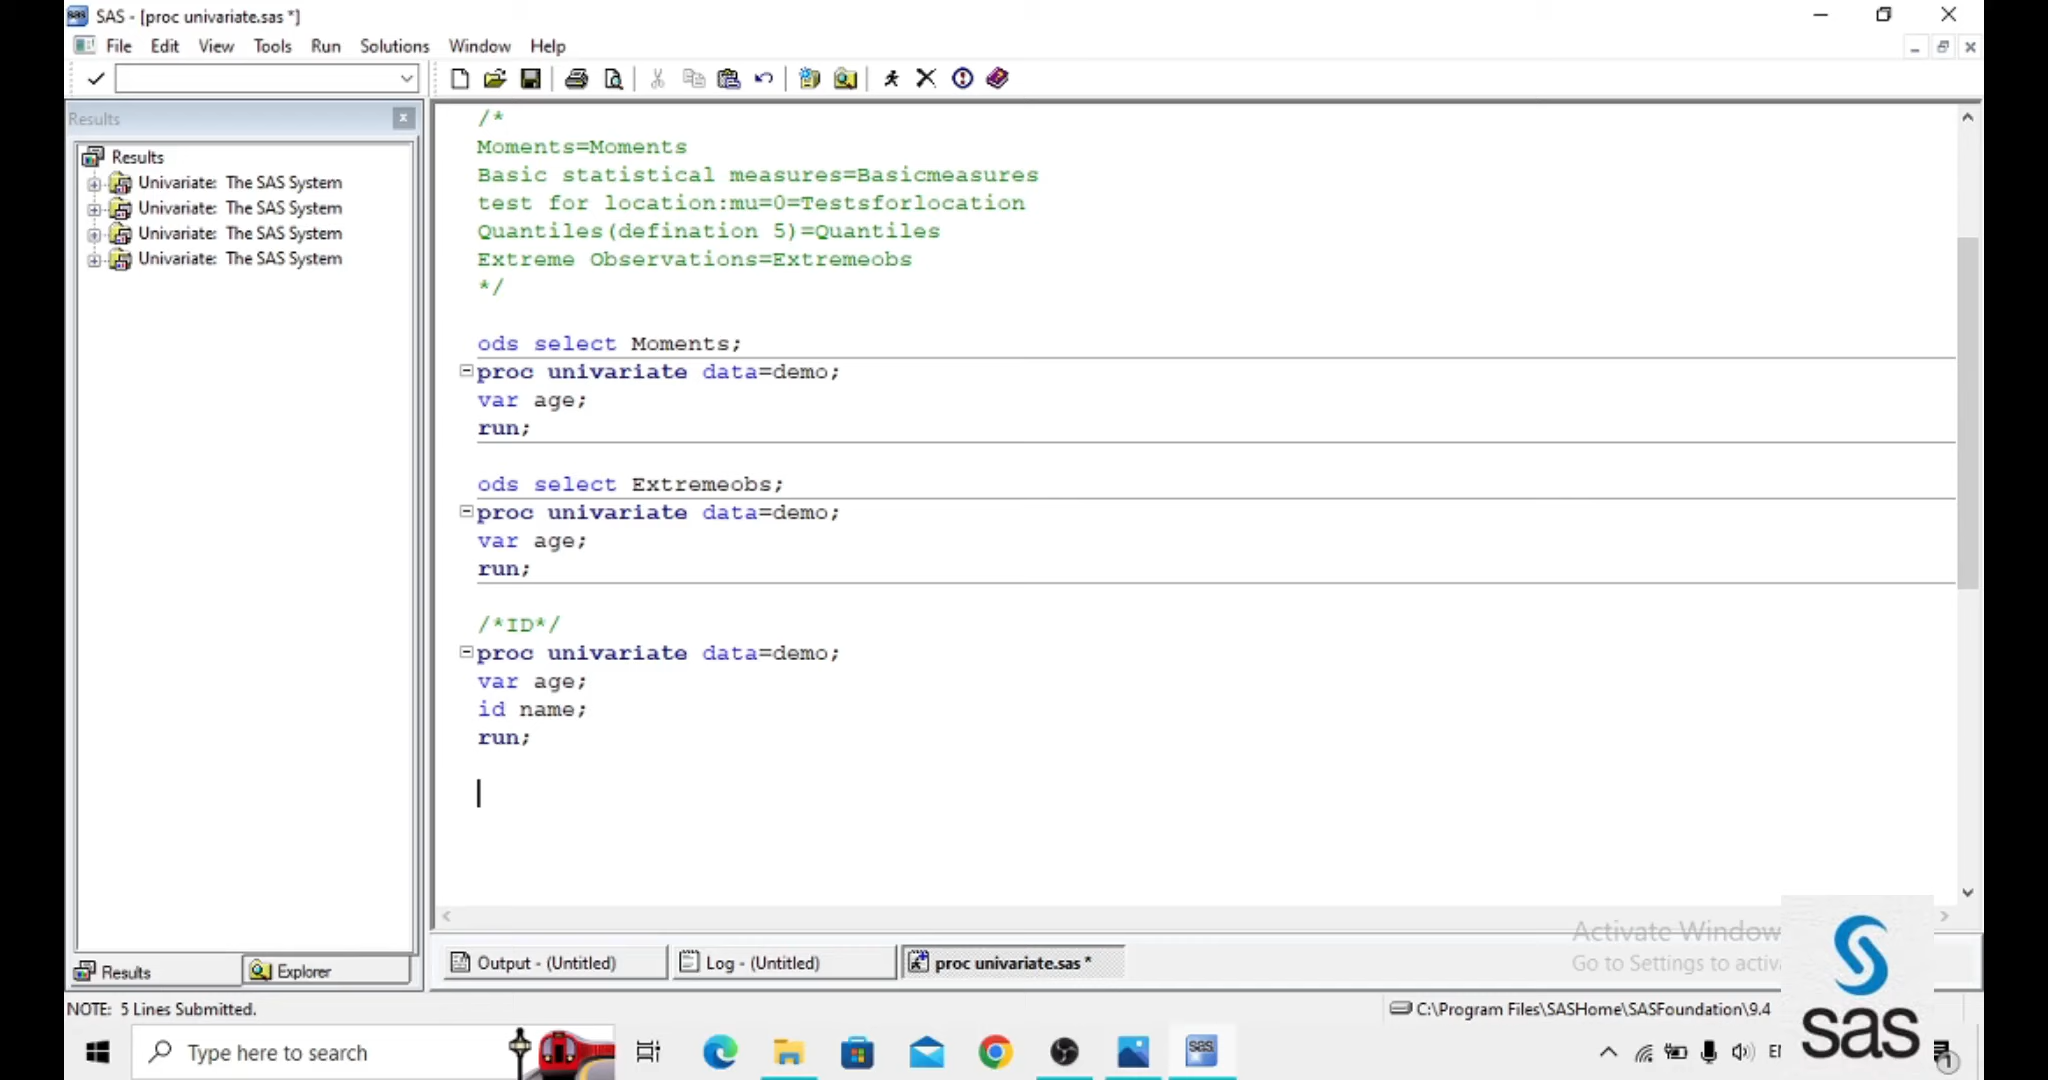 SAS - [proc univariate.sas *]
File Edit View Tools Run Solutions Window Help
Results
Results
Univariate: The SAS System
Univariate: The SAS System
Univariate: The SAS System
Univariate: The SAS System
/*
Moments=Moments
Basic statistical measures=Basicmeasures
test for location:mu=0=Testsforlocation
Quantiles(defination 5)=Quantiles
Extreme Observations=Extremeobs
*/
ods select Moments;
proc univariate data=demo;
var age;
run;
ods select Extremeobs;
proc univariate data=demo;
var age;
run;
/*ID*/
proc univariate data=demo;
var age;
id name;
run;
Activate Window
Go to Settings to activ
Results
Explorer
Output - (Untitled)
Log - (Untitled)
proc univariate.sas *
NOTE: 5 Lines Submitted.
C:\Program Files\SASHome\SASFoundation\9.4
sas
Type here to search
sas
1